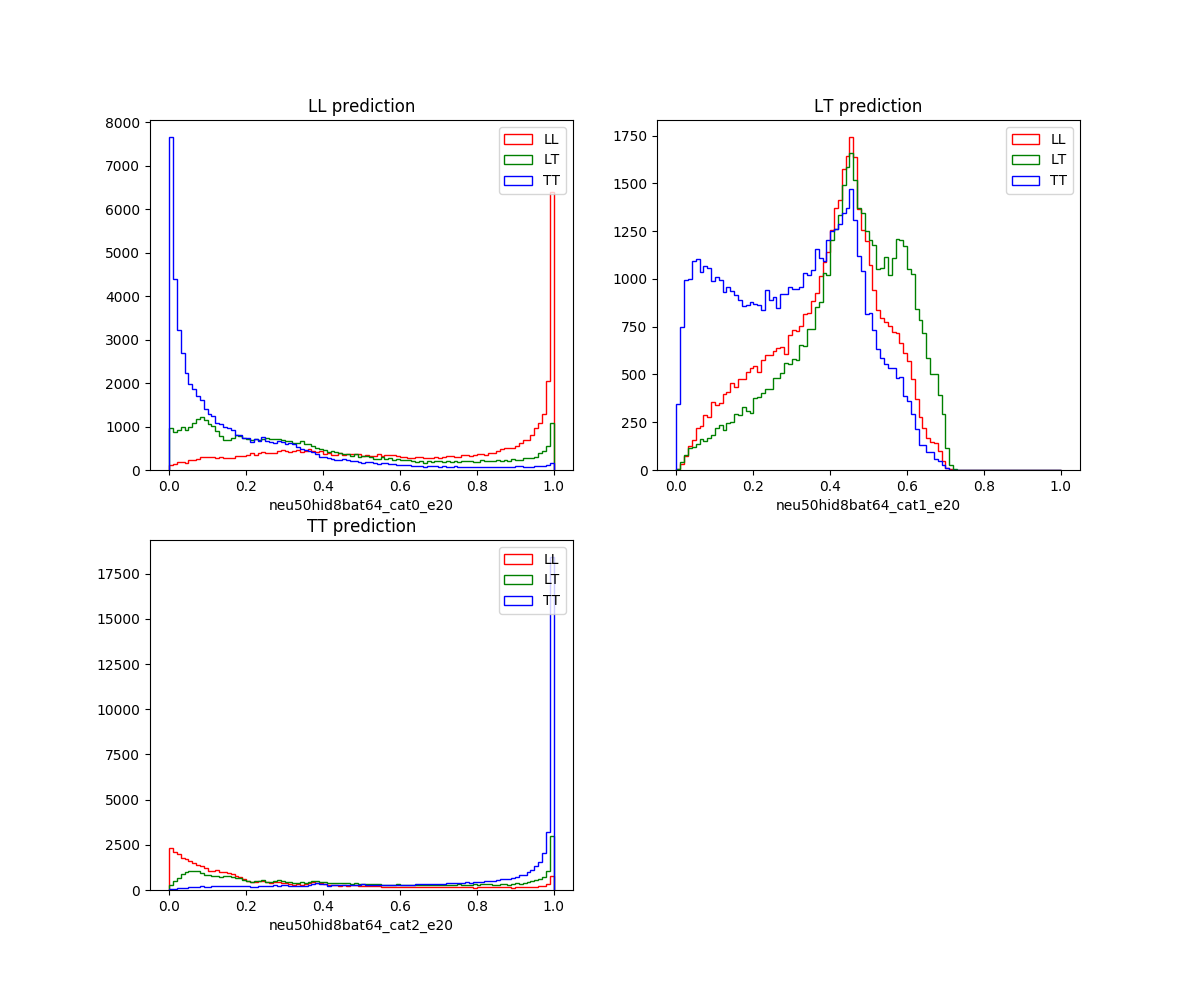 LL prediction
8000
7000
6000
5000
4000
3000
2000
1000
0
LL
LT
TT
0.0 0.2 0.4 0.6 0.8 1.0
neu50hid8bat64_cat0_e20
LT prediction
1750
1500
1250
1000
750
500
250
0
LL
LT
TT
0.0 0.2 0.4 0.6 0.8 1.0
neu50hid8bat64_cat1_e20
TT prediction
17500
15000
12500
10000
7500
5000
2500
0
LL
LT
TT
0.0 0.2 0.4 0.6 0.8 1.0
neu50hid8bat64_cat2_e20